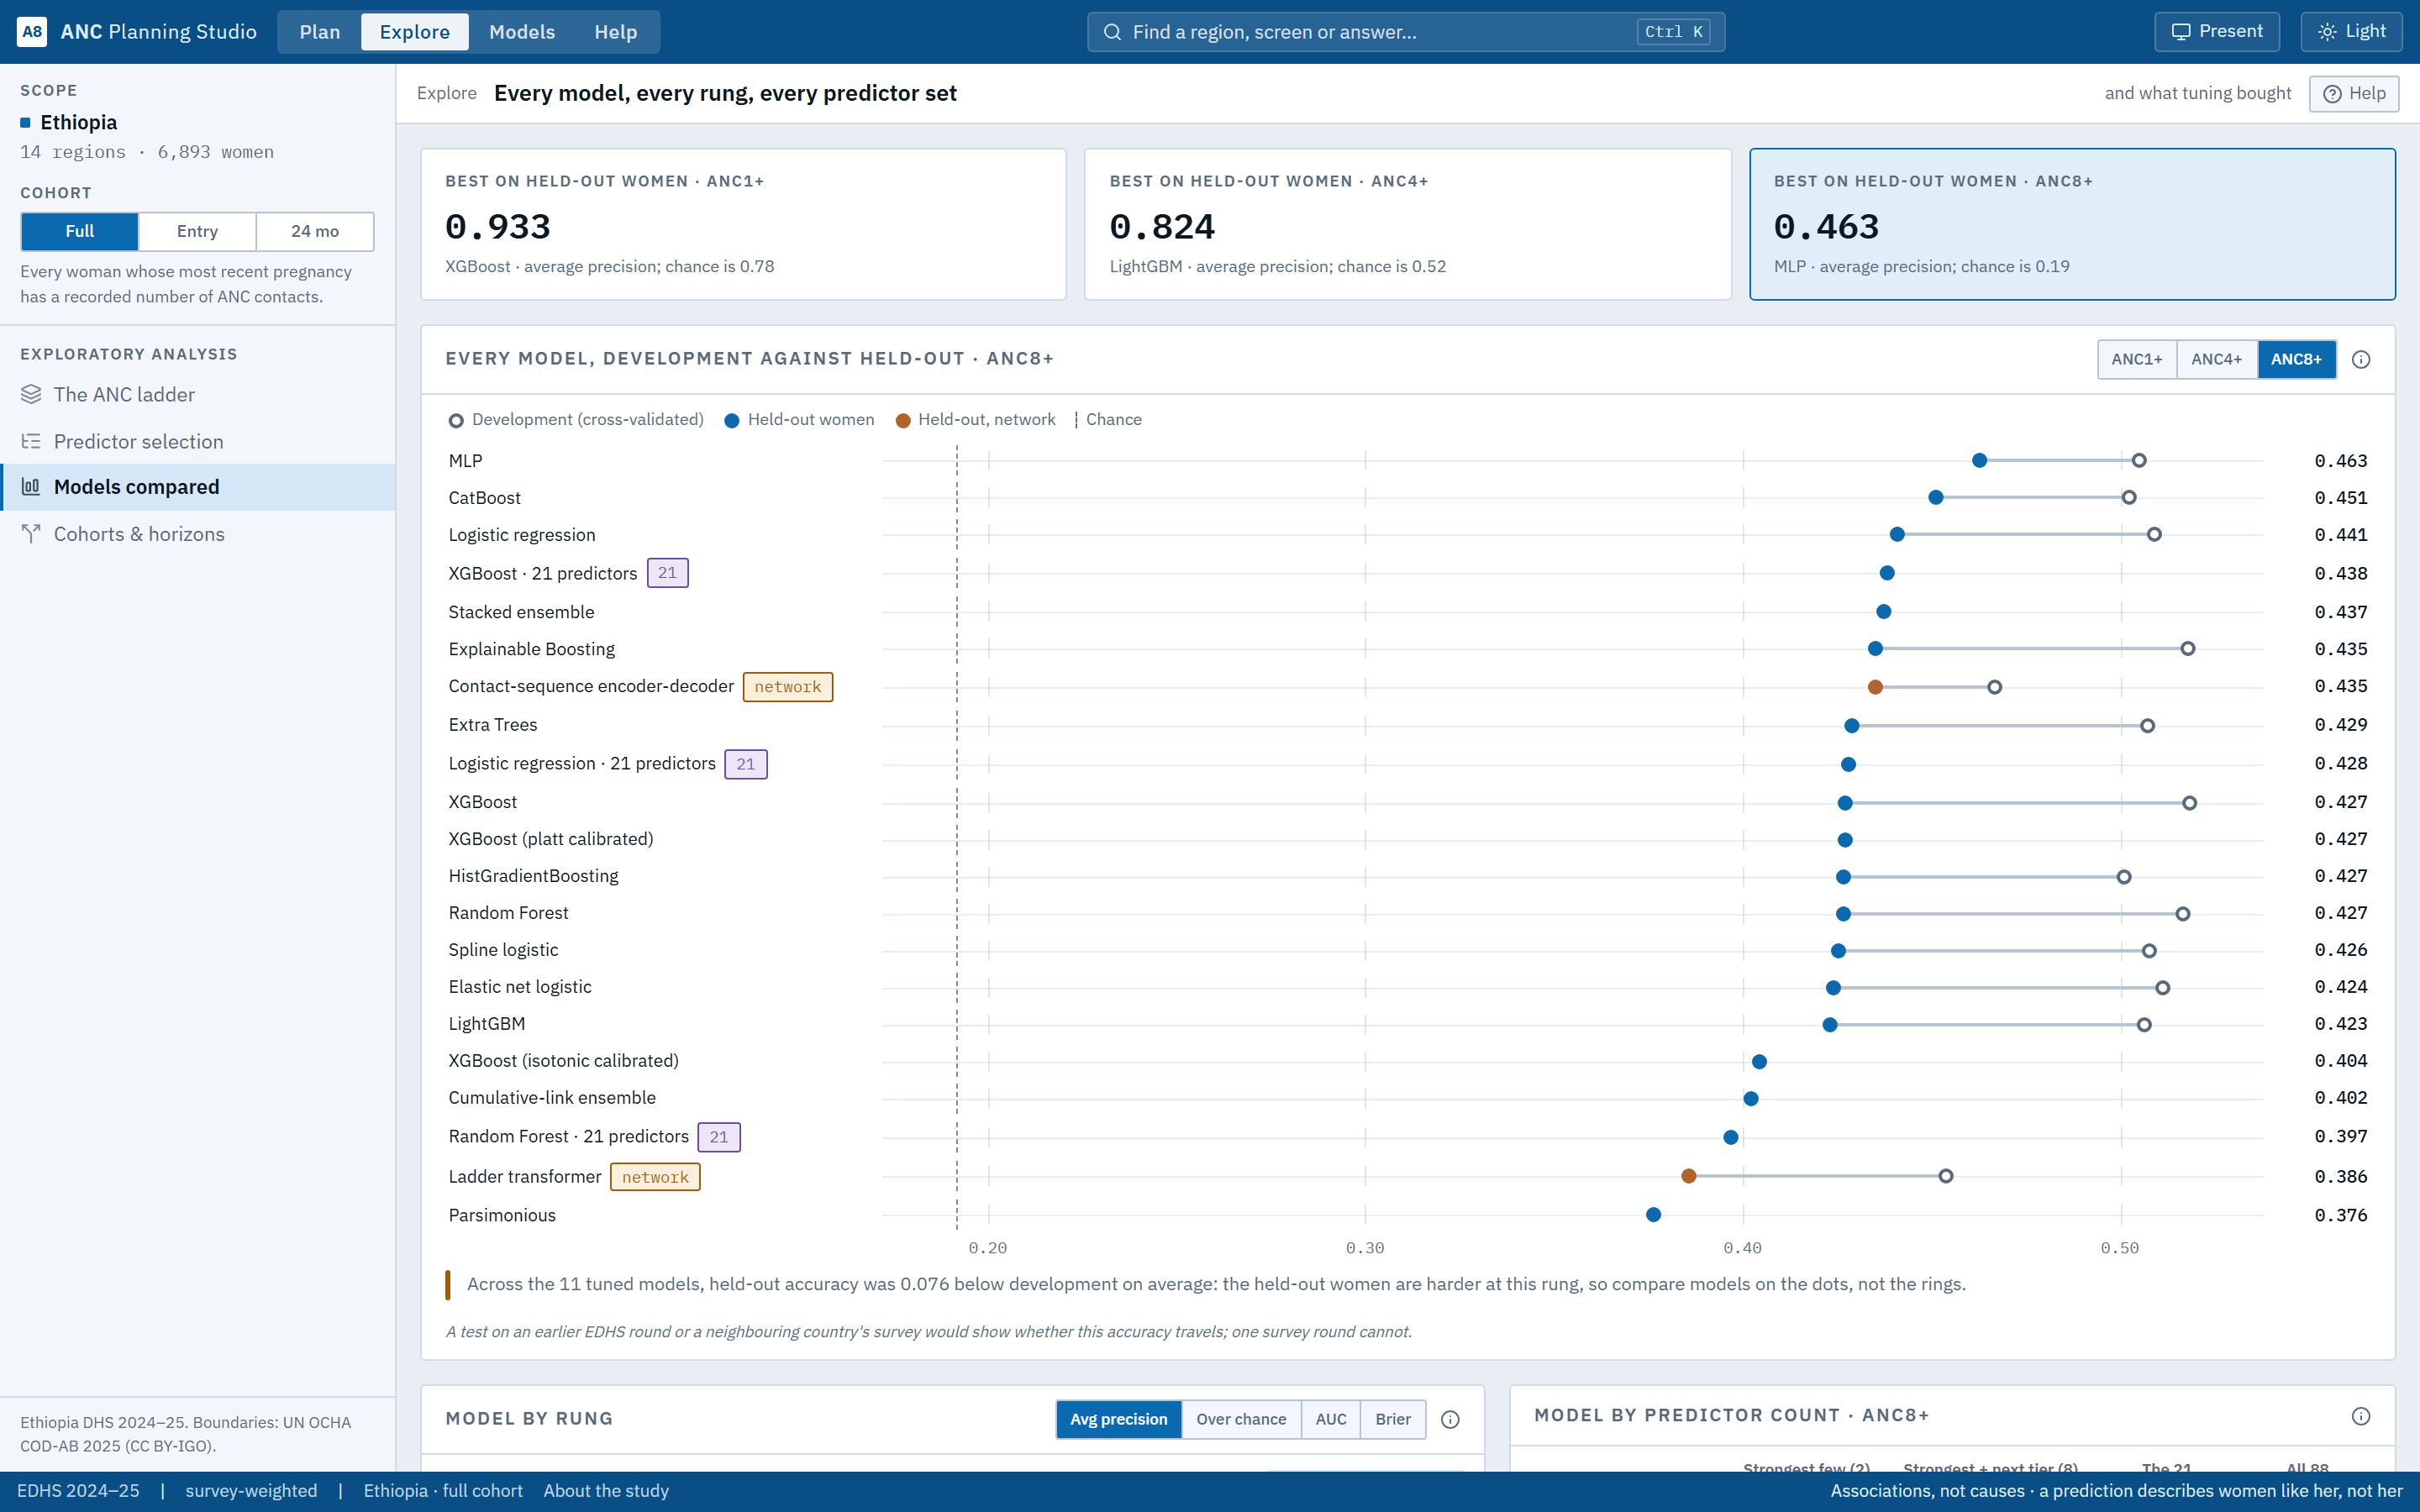 A8 ANC Planning Studio Plan Explore Models Help Find a region, screen or answer... Ctrl K Present Light
SCOPE
Ethiopia
14 regions · 6,893 women
COHORT
Full Entry 24 mo
Every woman whose most recent pregnancy
has a recorded number of ANC contacts.
EXPLORATORY ANALYSIS
The ANC ladder
Predictor selection
Models compared
Cohorts & horizons
Ethiopia DHS 2024–25. Boundaries: UN OCHA
COD-AB 2025 (CC BY-IGO).
Explore Every model, every rung, every predictor set and what tuning bought Help
BEST ON HELD-OUT WOMEN · ANC1+
0.933
XGBoost · average precision; chance is 0.78
BEST ON HELD-OUT WOMEN · ANC4+
0.824
LightGBM · average precision; chance is 0.52
BEST ON HELD-OUT WOMEN · ANC8+
0.463
MLP · average precision; chance is 0.19
EVERY MODEL, DEVELOPMENT AGAINST HELD-OUT · ANC8+ ANC1+ ANC4+ ANC8+
Development (cross-validated) Held-out women Held-out, network Chance
MLP 0.463
CatBoost 0.451
Logistic regression 0.441
XGBoost · 21 predictors 21 0.438
Stacked ensemble 0.437
Explainable Boosting 0.435
Contact-sequence encoder-decoder network 0.435
Extra Trees 0.429
Logistic regression · 21 predictors 21 0.428
XGBoost 0.427
XGBoost (platt calibrated) 0.427
HistGradientBoosting 0.427
Random Forest 0.427
Spline logistic 0.426
Elastic net logistic 0.424
LightGBM 0.423
XGBoost (isotonic calibrated) 0.404
Cumulative-link ensemble 0.402
Random Forest · 21 predictors 21 0.397
Ladder transformer network 0.386
Parsimonious 0.376
0.20 0.30 0.40 0.50
Across the 11 tuned models, held-out accuracy was 0.076 below development on average: the held-out women are harder at this rung, so compare models on the dots, not the rings.
A test on an earlier EDHS round or a neighbouring country's survey would show whether this accuracy travels; one survey round cannot.
MODEL BY RUNG Avg precision Over chance AUC Brier
MODEL BY PREDICTOR COUNT · ANC8+
Strongest few (2) Strongest + next tier (8) The 21 All 88
EDHS 2024–25 | survey-weighted | Ethiopia · full cohort About the study Associations, not causes · a prediction describes women like her, not her